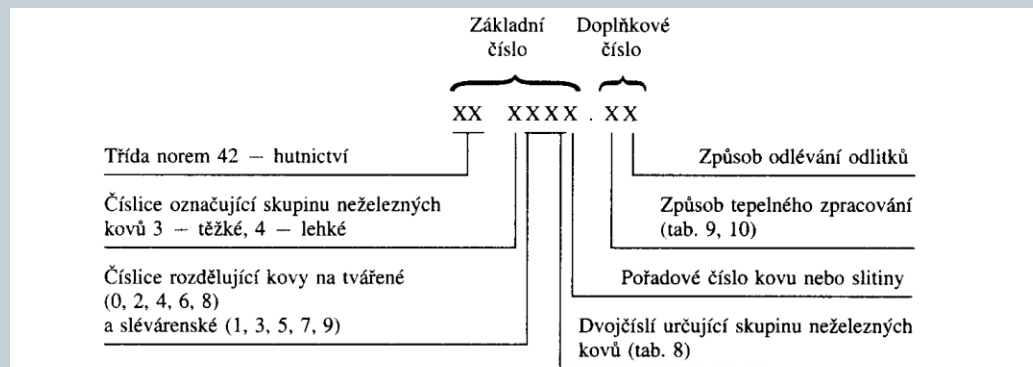 Základní
číslo
Doplňkové
číslo
XX XXXX . XX
Třída norem 42 — hutnictví
Číslice označující skupinu neželezných
kovů 3 — těžké, 4 — lehké
Číslice rozdělující kovy na tvářené
(0, 2, 4, 6, 8)
a slévárenské (1, 3, 5, 7, 9)
Způsob odlévání odlitků
Způsob tepelného zpracování
(tab. 9, 10)
Pořadové číslo kovu nebo slitiny
Dvojčíslí určující skupinu neželezných
kovů (tab. 8)